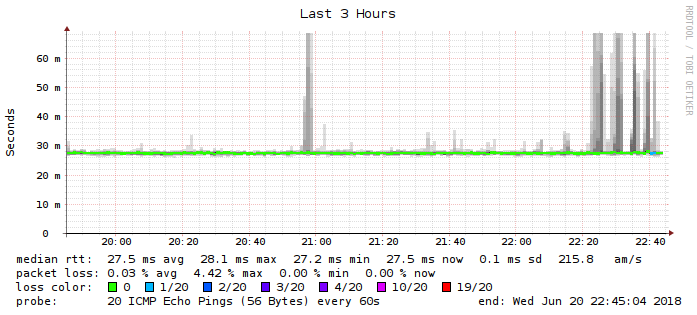 Last 3 Hours
RRDTOOL / TOBI OETIKER
Seconds
60 m
50 m
40 m
30 m
20 m
10 m
0
20:00 20:20 20:40 21:00 21:20 21:40 22:00 22:20 22:40
median rtt: 27.5 ms avg 28.1 ms max 27.2 ms min 27.5 ms now 0.1 ms sd 215.8 am/s
packet loss: 0.03 % avg 4.42 % max 0.00 % min 0.00 % now
loss color: 0 1/20 2/20 3/20 4/20 10/20 19/20
probe: 20 ICMP Echo Pings (56 Bytes) every 60s end: Wed Jun 20 22:45:04 2018